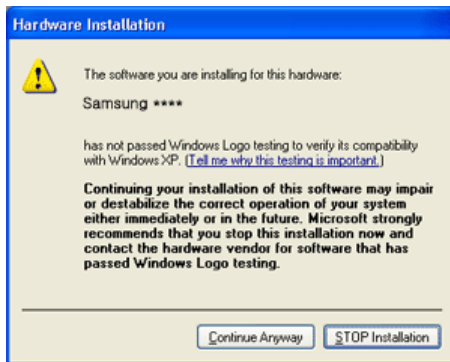 Hardware Installation
The software you are installing for this hardware:
Samsung ****
has not passed Windows Logo testing to verify its compatibility
with Windows XP. (Tell me why this testing is important.)
Continuing your installation of this software may impair
or destabilize the correct operation of your system
either immediately or in the future. Microsoft strongly
recommends that you stop this installation now and
contact the hardware vendor for software that has
passed Windows Logo testing.
Continue Anyway
STOP Installation